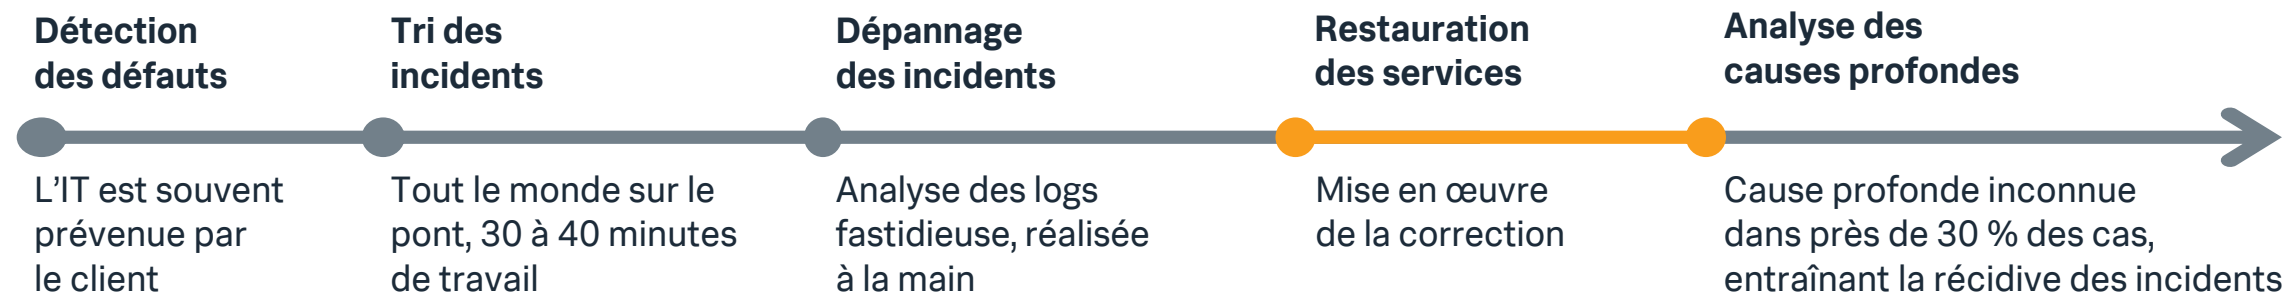 Détection
des défauts
L’IT est souvent
prévenue par
le client
Tri des
incidents
Tout le monde sur le
pont, 30 à 40 minutes
de travail
Dépannage
des incidents
Analyse des logs
fastidieuse, réalisée
à la main
Restauration
des services
Mise en œuvre
de la correction
Analyse des
causes profondes
Cause profonde inconnue
dans près de 30 % des cas,
entraînant la récidive des incidents